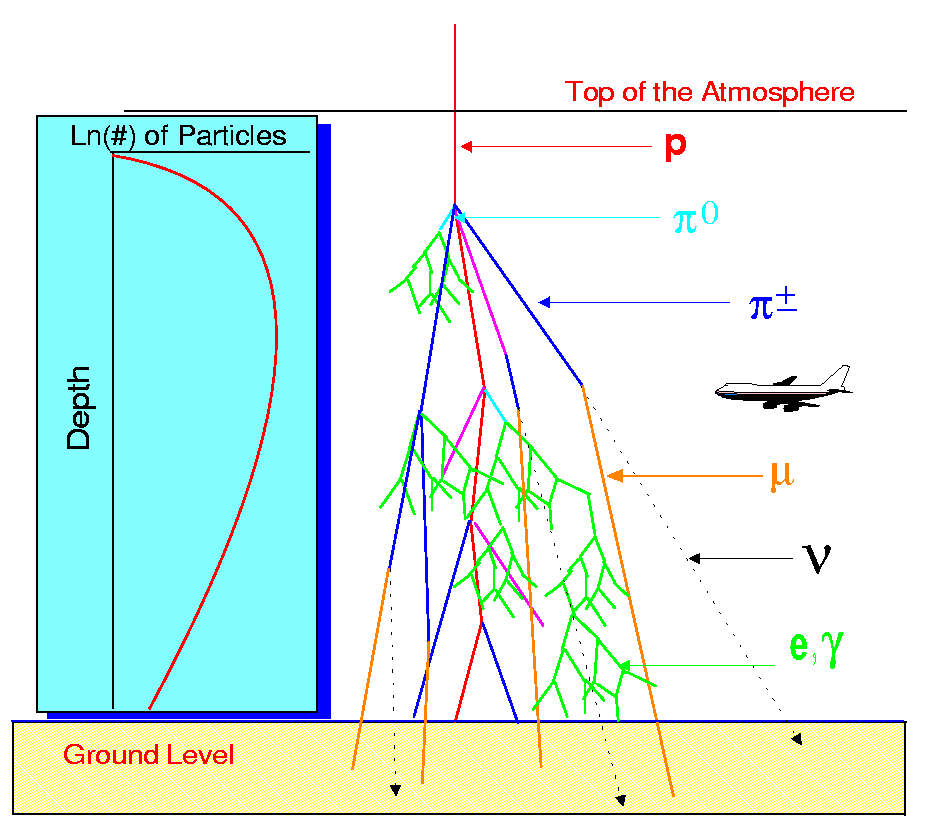 Top of the Atmosphere
Ln(#) of Particles
p
π⁰
π±
Depth
μ
ν
e,γ
Ground Level